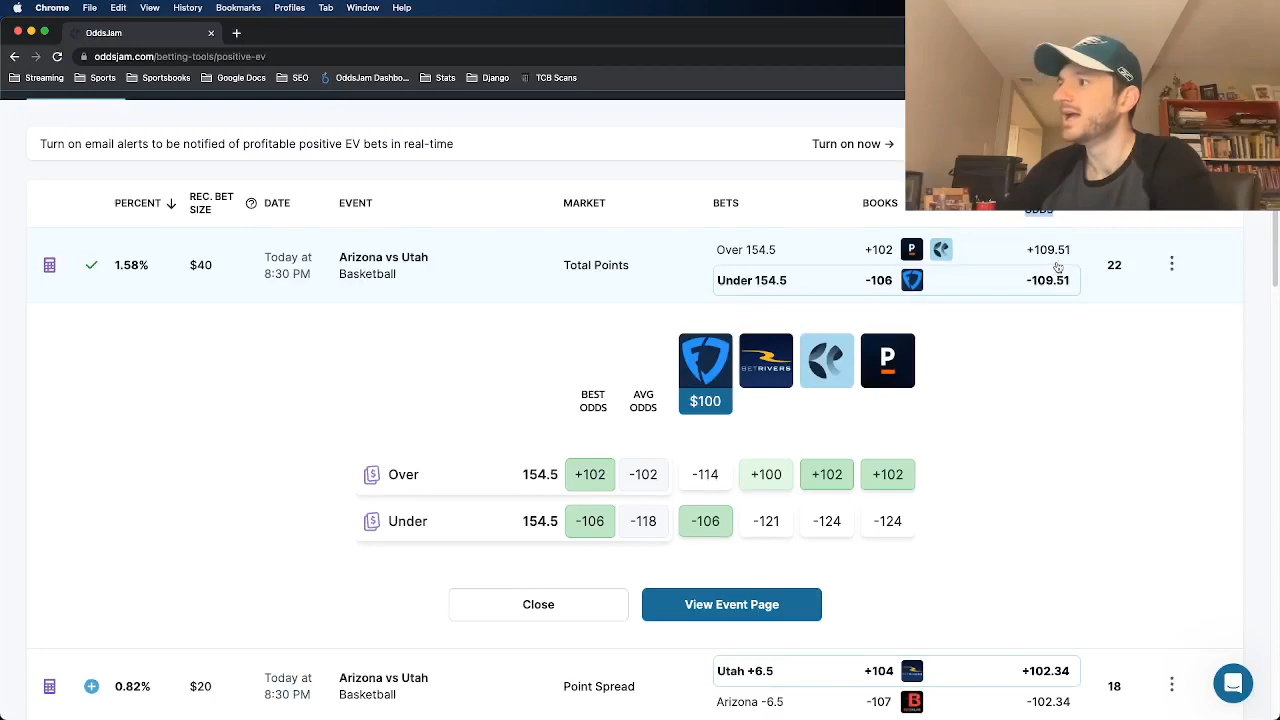 Chrome File Edit View History Bookmarks Profiles Tab Window Help
OddsJam
oddsjam.com/betting-tools/positive-ev
Streaming Sports Sportsbooks Google Docs SEO OddsJam Dashbo... Stats Django TCB Scans
Turn on email alerts to be notified of profitable positive EV bets in real-time Turn on now →
PERCENT ↓ REC. BET SIZE DATE EVENT MARKET BETS BOOKS ODDS
1.58% $40 Today at 8:30 PM Arizona vs Utah Basketball Total Points
Over 154.5 +102 P +109.51
Under 154.5 -106 -109.51
22
BEST ODDS AVG ODDS $100 BETRIVERS P
Over 154.5 +102 -102 -114 +100 +102 +102
Under 154.5 -106 -118 -106 -121 -124 -124
Close View Event Page
0.82% $20 Today at 8:30 PM Arizona vs Utah Basketball Point Spread
Utah +6.5 +104 +102.34
Arizona -6.5 -107 B -102.34
18